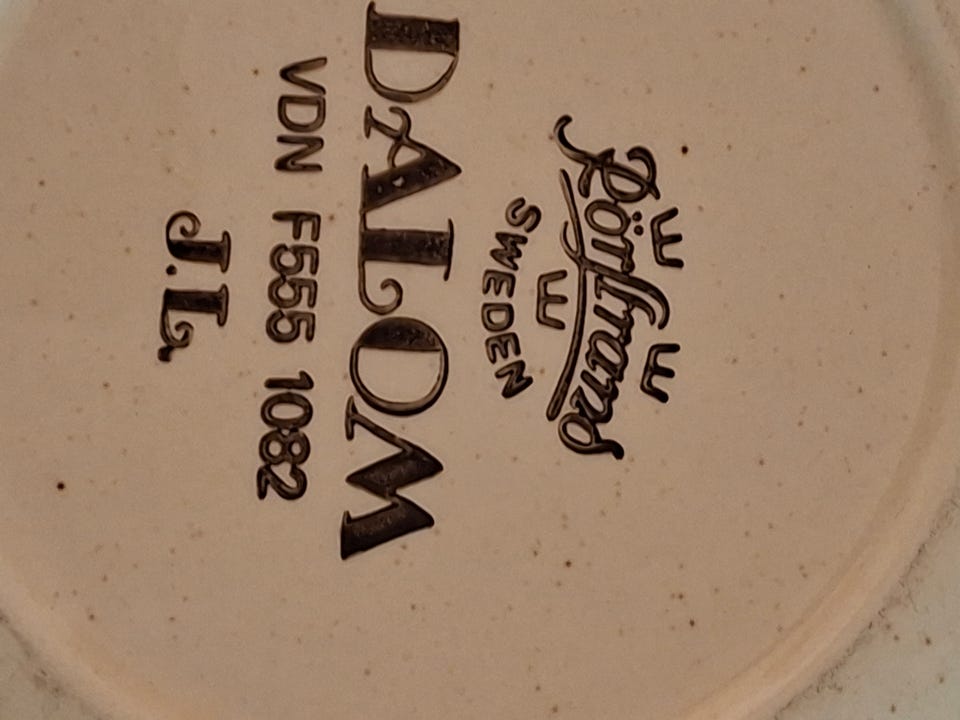 Rörstrand
SWEDEN
DALOM
VDN F555 1082
J.L.